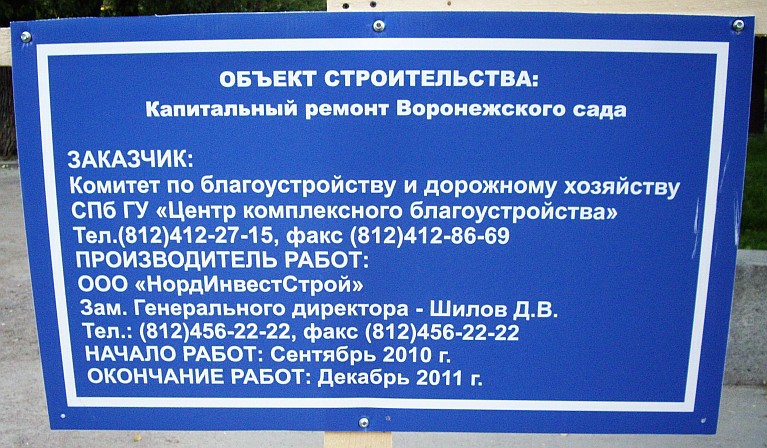 ОБЪЕКТ СТРОИТЕЛЬСТВА:
Капитальный ремонт Воронежского сада
ЗАКАЗЧИК:
Комитет по благоустройству и дорожному хозяйству
СПб ГУ «Центр комплексного благоустройства»
Тел.(812)412-27-15, факс (812)412-86-69
ПРОИЗВОДИТЕЛЬ РАБОТ:
ООО «НордИнвестСтрой»
Зам. Генерального директора - Шилов Д.В.
Тел.: (812)456-22-22, факс (812)456-22-22
НАЧАЛО РАБОТ: Сентябрь 2010 г.
ОКОНЧАНИЕ РАБОТ: Декабрь 2011 г.